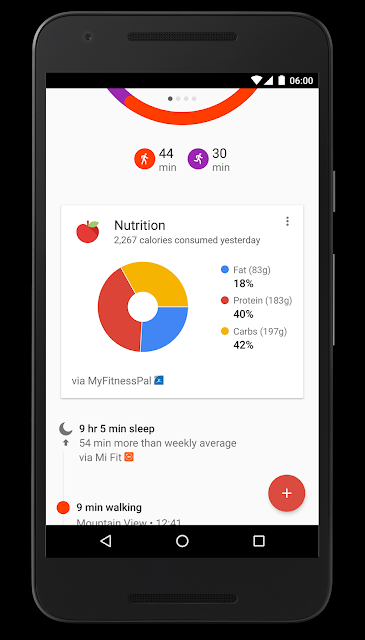 06:00
44
min
30
min
Nutrition
2,267 calories consumed yesterday
Fat (83g)
18%
Protein (183g)
40%
Carbs (197g)
42%
via MyFitnessPal
9 hr 5 min sleep
54 min more than weekly average
via Mi Fit
9 min walking
Mountain View • 12:41